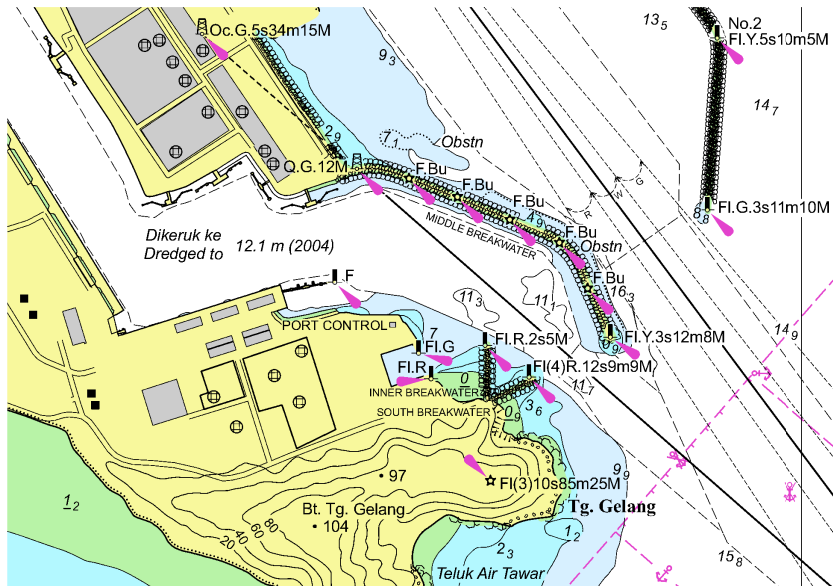 Oc.G.5s34m15M
9₃
13₅
No.2
Fl.Y.5s10m5M
14₇
2₉
7₁
Obstn
Q.G.12M
F.Bu
F.Bu
F.Bu
R
W
G
Fl.G.3s11m10M
8₈
4₉
MIDDLE BREAKWATER
F.Bu
Obstn
Dikeruk ke
Dredged to
12.1 m (2004)
F
F.Bu
16₃
11₃
11₁
PORT CONTROL
7
Fl.G
Fl.R.2s5M
Fl.Y.3s12m8M
0₉
14₉
Fl.R
0
Fl(4)R.12s9m9M
11₇
INNER BREAKWATER
SOUTH BREAKWATER
0
3₆
97
9₉
Fl(3)10s85m25M
1₂
Bt. Tg. Gelang
104
Tg. Gelang
20
40
60
80
1₂
2₃
15₈
Teluk Air Tawar